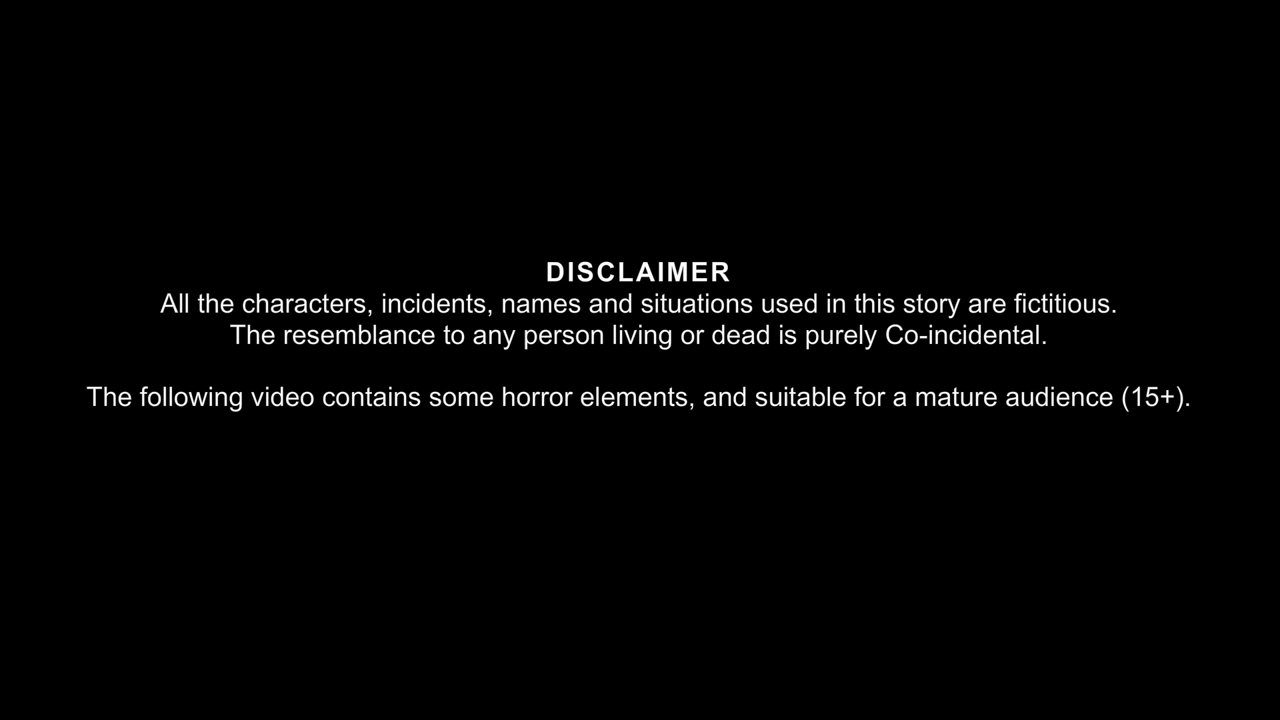 DISCLAIMER
All the characters, incidents, names and situations used in this story are fictitious.
The resemblance to any person living or dead is purely Co-incidental.
The following video contains some horror elements, and suitable for a mature audience (15+).